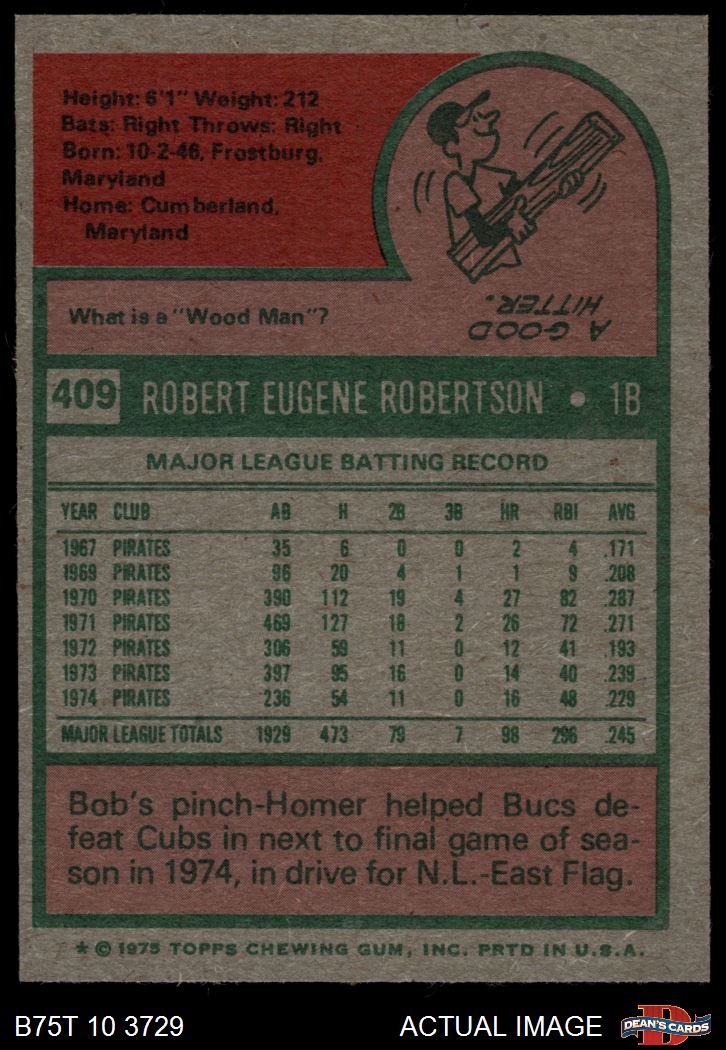 Height: 6'1" Weight: 212
Bats: Right Throws: Right
Born: 10-2-46, Frostburg,
Maryland
Home: Cumberland,
Maryland
What is a "Wood Man"?
A GOOD
HITTER.
409 ROBERT EUGENE ROBERTSON • 1B
MAJOR LEAGUE BATTING RECORD
YEAR CLUB AB H 2B 3B HR RBI AVG
1967 PIRATES 35 6 0 0 2 4 .171
1969 PIRATES 96 20 4 1 1 9 .208
1970 PIRATES 390 112 19 4 27 82 .287
1971 PIRATES 469 127 18 2 26 72 .271
1972 PIRATES 306 59 11 0 12 41 .193
1973 PIRATES 397 95 16 0 14 40 .239
1974 PIRATES 236 54 11 0 16 48 .229
MAJOR LEAGUE TOTALS 1929 473 79 7 98 296 .245
Bob's pinch-Homer helped Bucs de-
feat Cubs in next to final game of sea-
son in 1974, in drive for N.L.-East Flag.
* © 1975 TOPPS CHEWING GUM, INC. PRTD IN U.S.A.
B75T 10 3729 ACTUAL IMAGE D DEAN'S CARDS